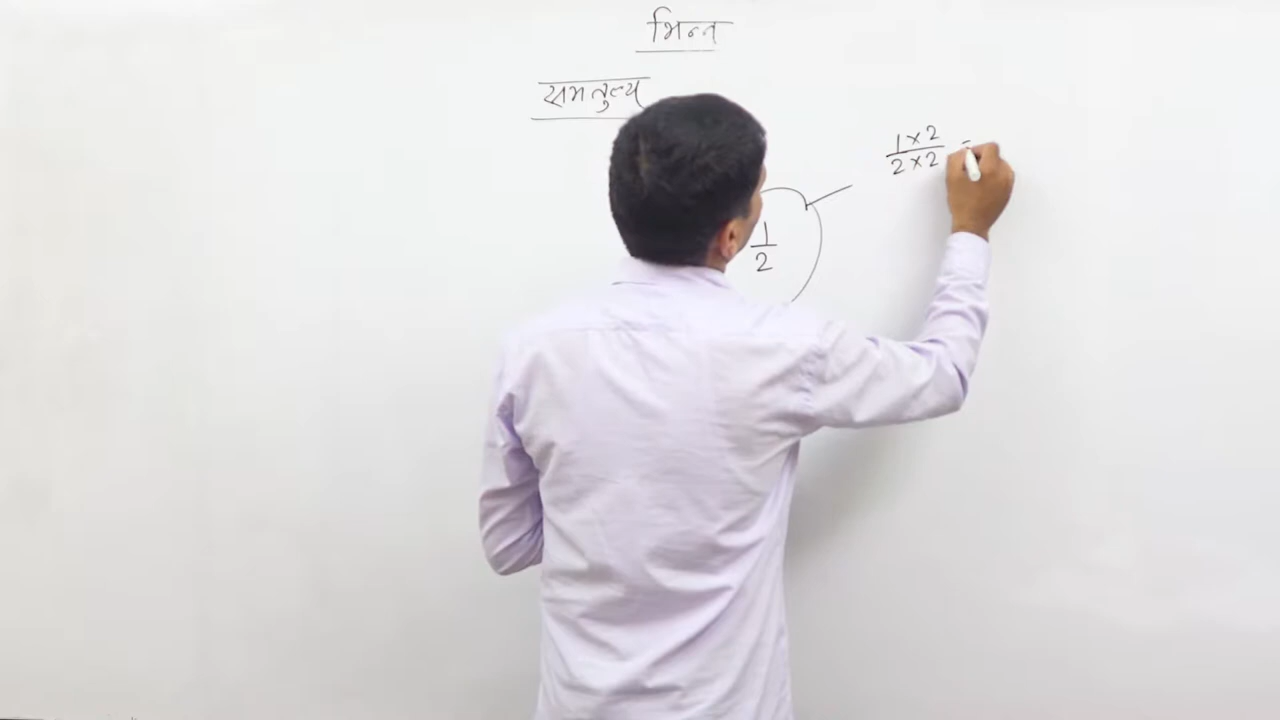 भिन्न
समतुल्य
1 × 2 =
2 × 2
1
2